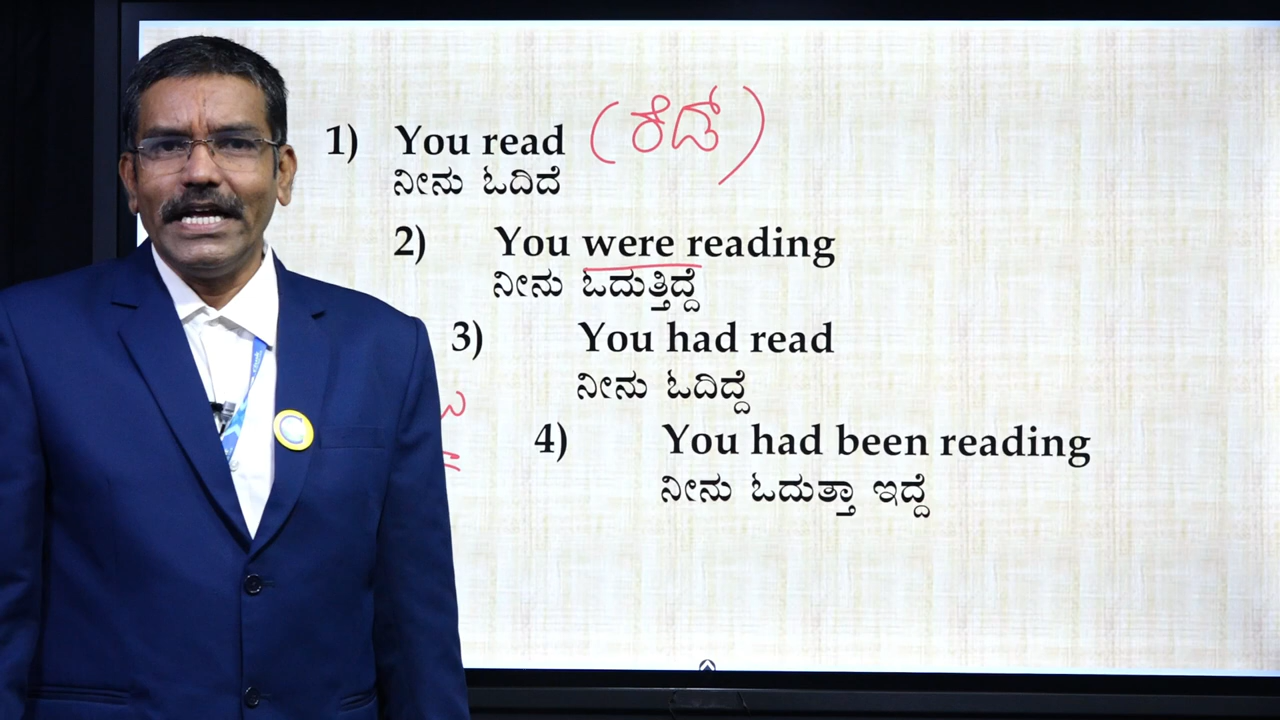 1) You read (ರೆಡ್)
ನೀನು ಓದಿದೆ
2) You were reading
ನೀನು ಓದುತ್ತಿದ್ದೆ
3) You had read
ನೀನು ಓದಿದ್ದೆ
4) You had been reading
ನೀನು ಓದುತ್ತಾ ಇದ್ದೆ